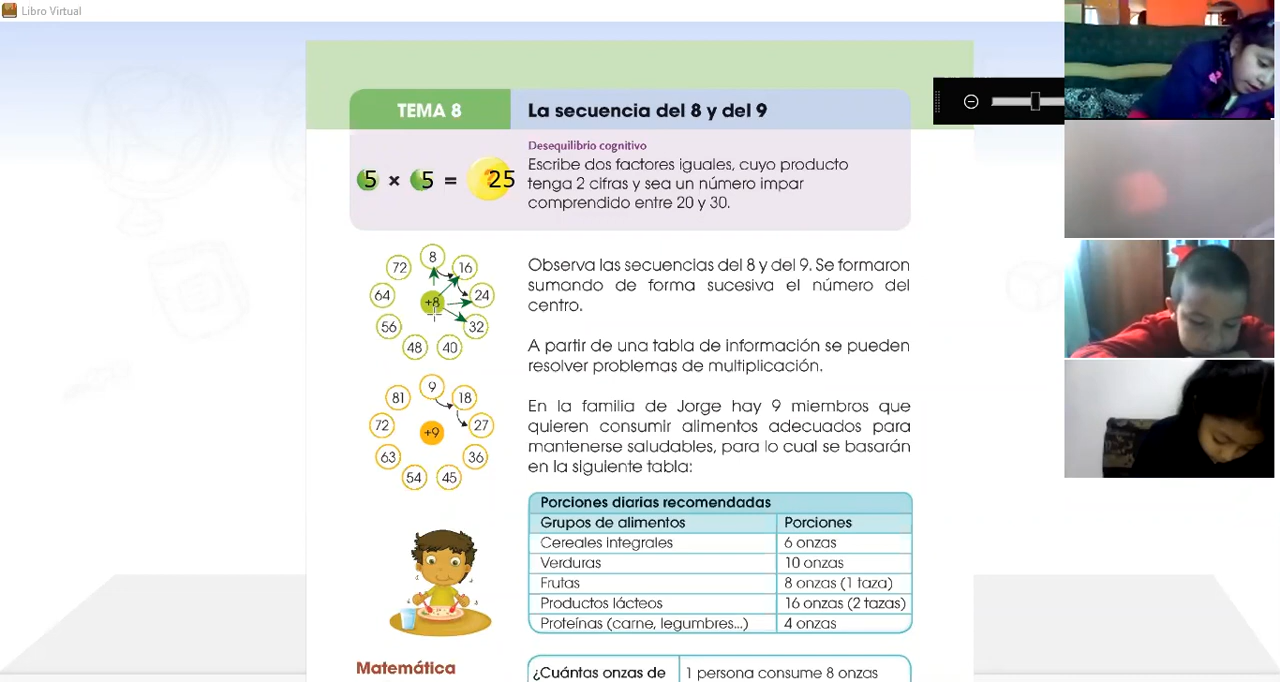 Libro Virtual
TEMA 8
La secuencia del 8 y del 9
Desequilibrio cognitivo
5 × 5 = 25
Escribe dos factores iguales, cuyo producto
tenga 2 cifras y sea un número impar
comprendido entre 20 y 30.
8
16
24
32
40
48
56
64
72
+8
Observa las secuencias del 8 y del 9. Se formaron
sumando de forma sucesiva el número del
centro.
A partir de una tabla de información se pueden
resolver problemas de multiplicación.
9
18
27
36
45
54
63
72
81
+9
En la familia de Jorge hay 9 miembros que
quieren consumir alimentos adecuados para
mantenerse saludables, para lo cual se basarán
en la siguiente tabla:
Porciones diarias recomendadas
Grupos de alimentos Porciones
Cereales integrales 6 onzas
Verduras 10 onzas
Frutas 8 onzas (1 taza)
Productos lácteos 16 onzas (2 tazas)
Proteínas (carne, legumbres...) 4 onzas
Matemática
¿Cuántas onzas de 1 persona consume 8 onzas